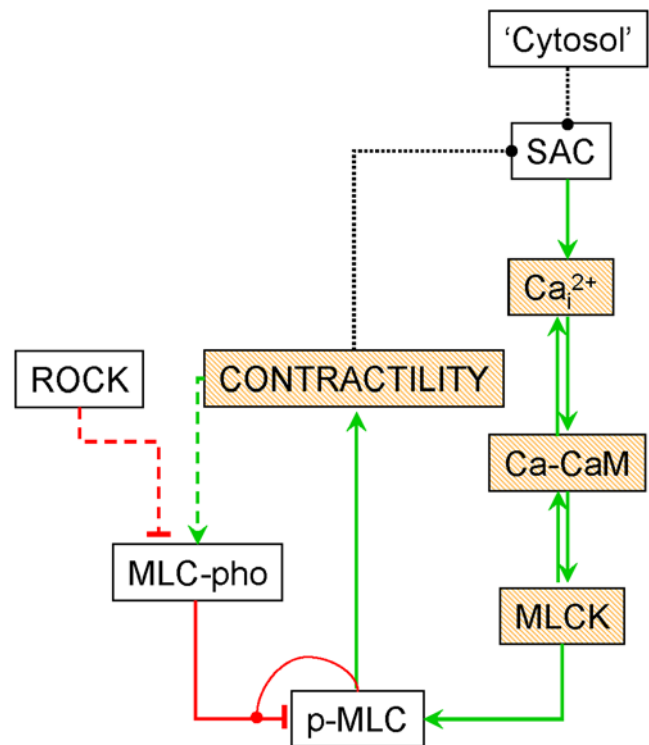 ‘Cytosol’
SAC
Caᵢ²⁺
ROCK
CONTRACTILITY
Ca-CaM
MLC-pho
MLCK
p-MLC